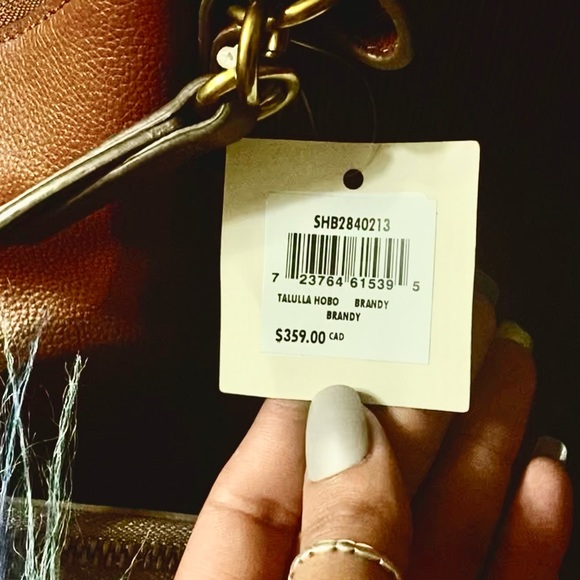 SHB2840213
7 23764 61539 5
TALULLA HOBO BRANDY
BRANDY
$359.00 CAD